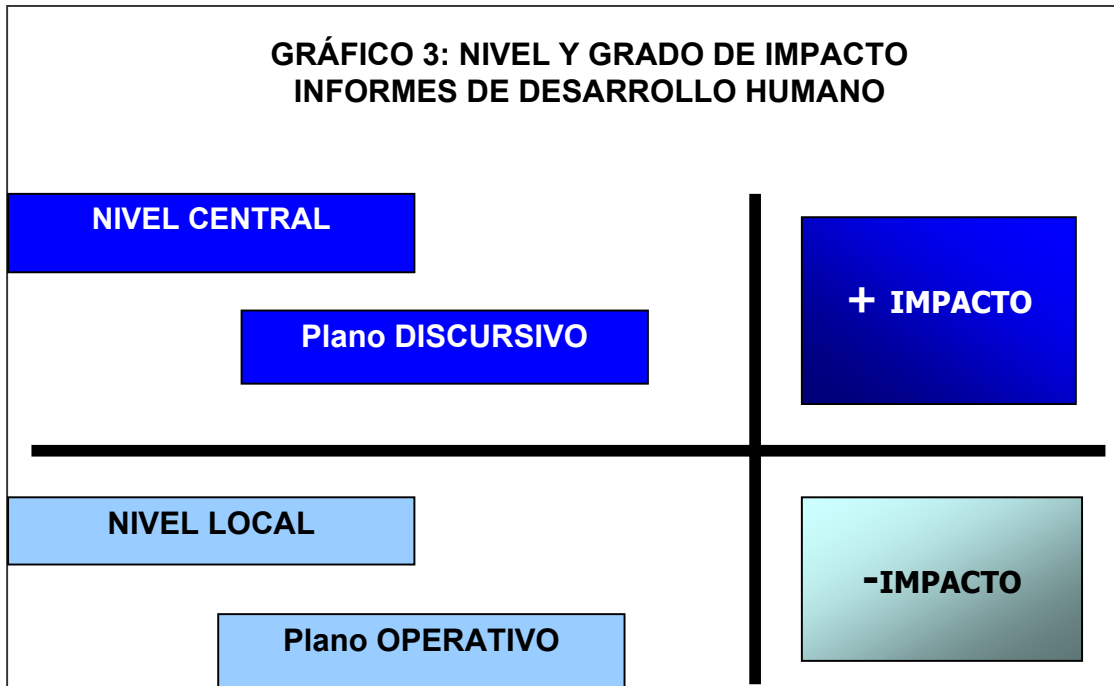 GRÁFICO 3: NIVEL Y GRADO DE IMPACTO
INFORMES DE DESARROLLO HUMANO
NIVEL CENTRAL
Plano DISCURSIVO
+ IMPACTO
NIVEL LOCAL
Plano OPERATIVO
-IMPACTO